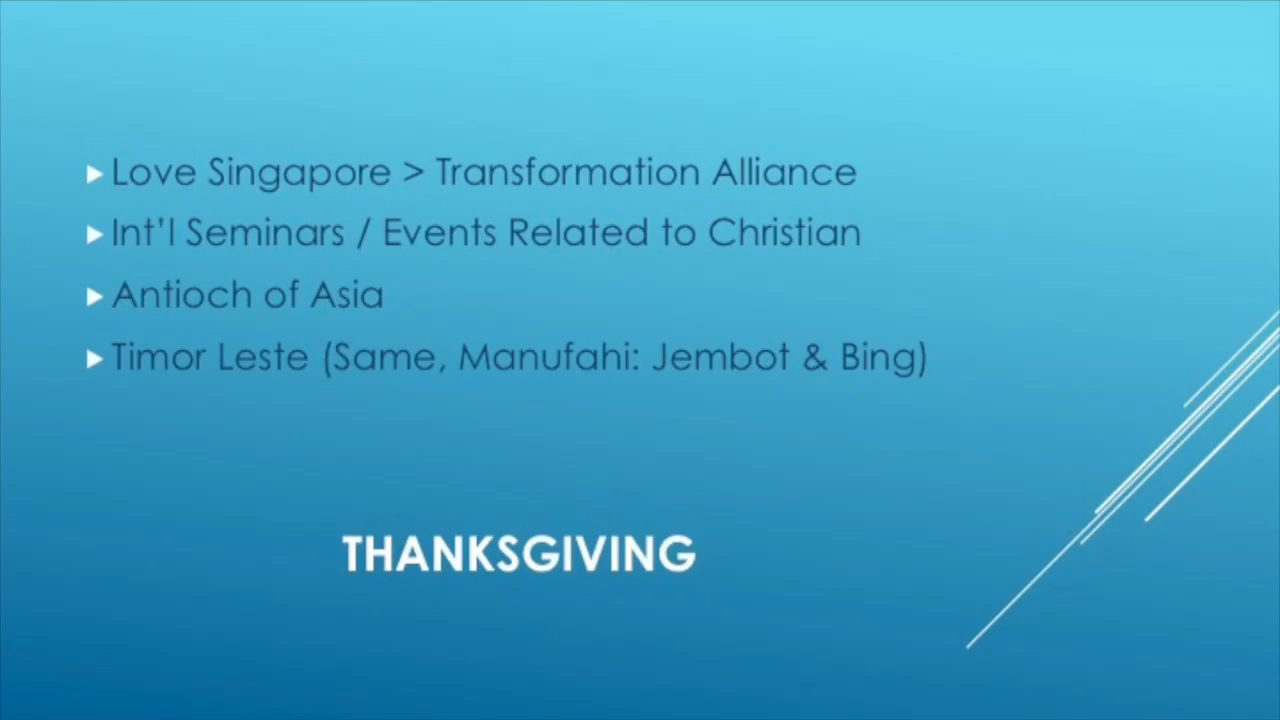 Love Singapore > Transformation Alliance
Int'l Seminars / Events Related to Christian
Antioch of Asia
Timor Leste (Same, Manufahi: Jembot & Bing)
THANKSGIVING